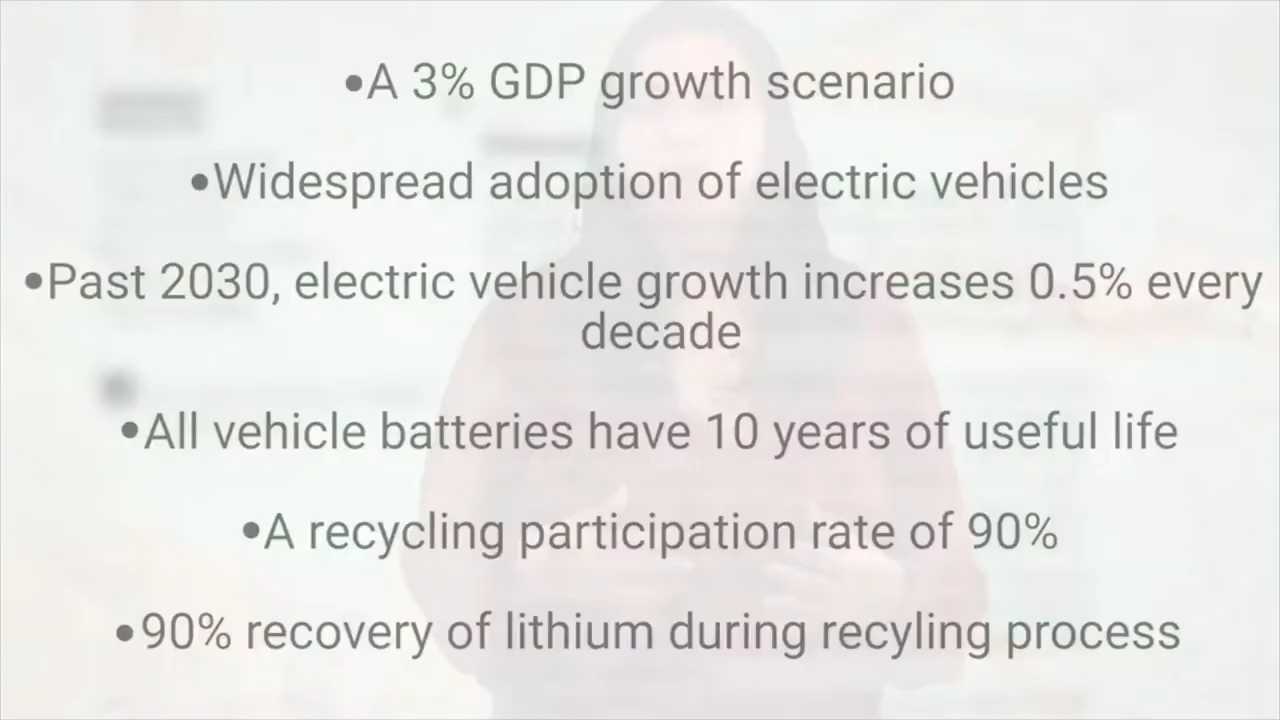 •A 3% GDP growth scenario
•Widespread adoption of electric vehicles
•Past 2030, electric vehicle growth increases 0.5% every
decade
•All vehicle batteries have 10 years of useful life
•A recycling participation rate of 90%
•90% recovery of lithium during recyling process